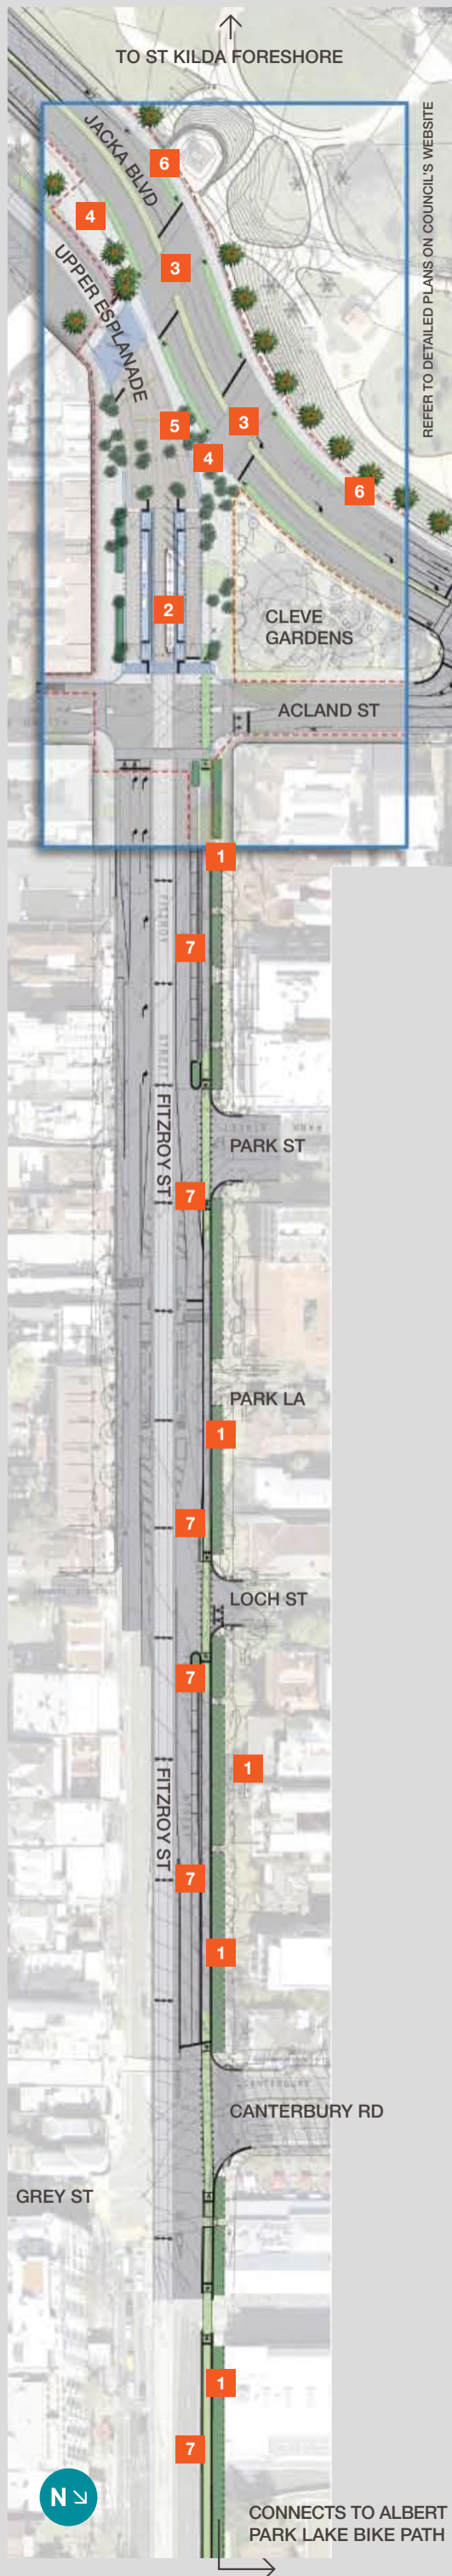 TO ST KILDA FORESHORE
REFER TO DETAILED PLANS ON COUNCIL'S WEBSITE
JACKA BLVD
6
4
UPPER ESPLANADE
3
3
5
4
6
2
CLEVE
GARDENS
ACLAND ST
1
7
FITZROY
STREET
FITZROY ST
PARK ST
7
PARK LA
1
7
LOCH ST
7
1
FITZROY ST
7
1
CANTERBURY
CANTERBURY RD
GREY ST
1
7
N
CONNECTS TO ALBERT
PARK LAKE BIKE PATH